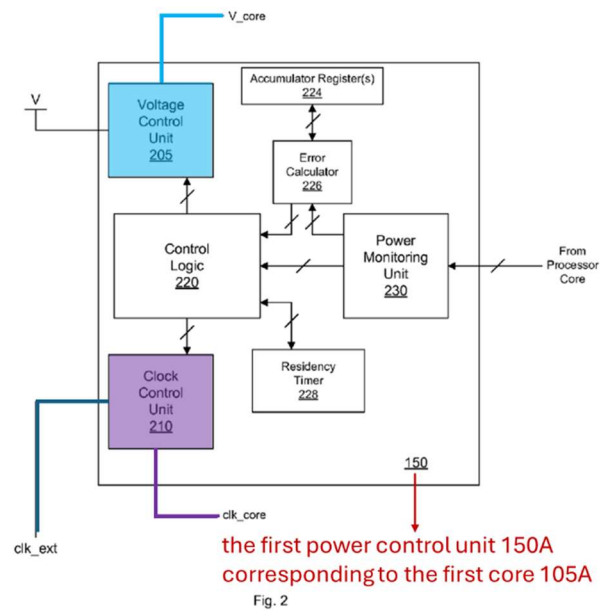 V_core
Accumulator Register(s)
224
V
Voltage
Control
Unit
205
Error
Calculator
226
Control
Logic
220
Power
Monitoring
Unit
230
From
Processor
Core
Clock
Control
Unit
210
Residency
Timer
228
150
clk_core
clk_ext
the first power control unit 150A
corresponding to the first core 105A
Fig. 2